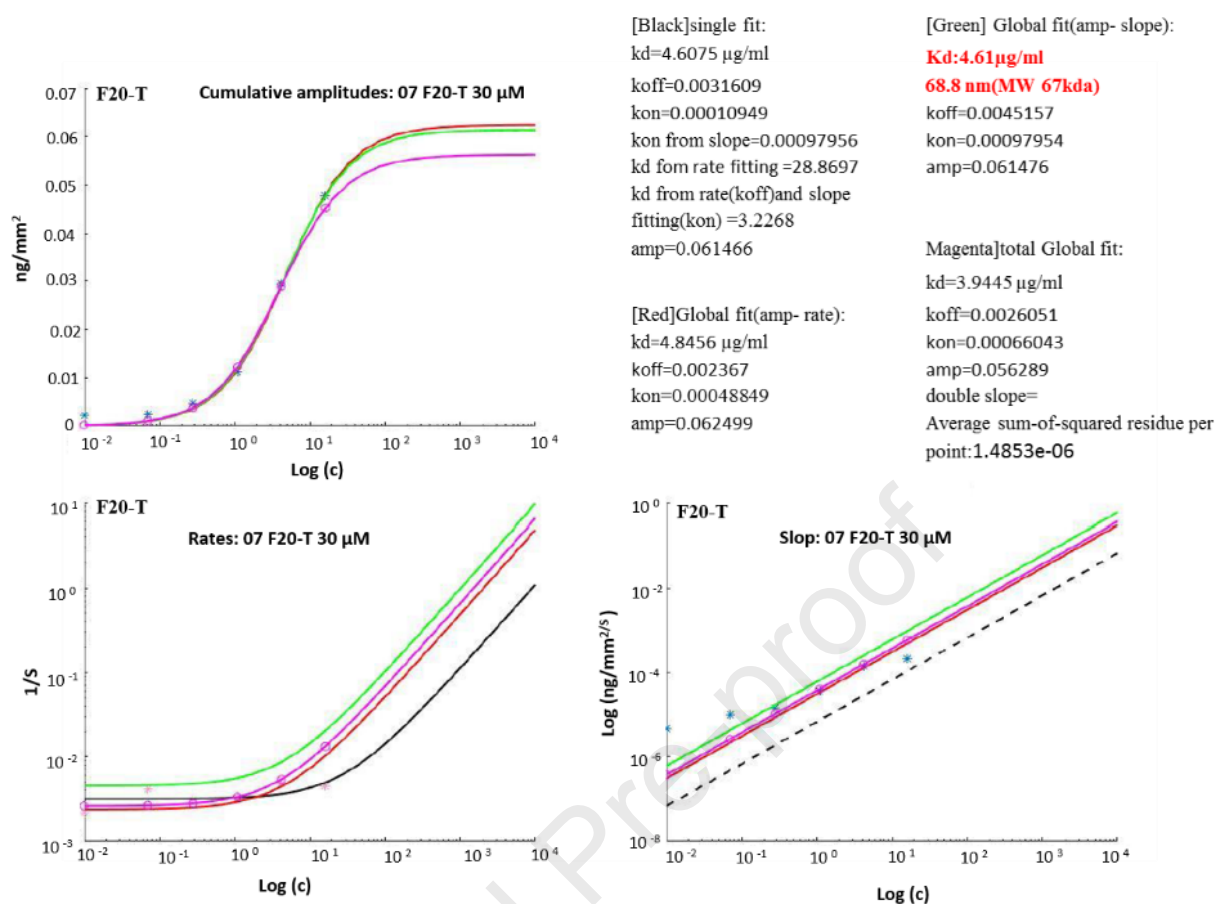 F20-T
Cumulative amplitudes: 07 F20-T 30 μM
0.07
0.06
0.05
0.04
0.03
0.02
0.01
0
ng/mm²
10⁻² 10⁻¹ 10⁰ 10¹ 10² 10³ 10⁴
Log (c)
[Black]single fit:
kd=4.6075 μg/ml
koff=0.0031609
kon=0.00010949
kon from slope=0.00097956
kd fom rate fitting =28.8697
kd from rate(koff)and slope
fitting(kon) =3.2268
amp=0.061466
[Red]Global fit(amp- rate):
kd=4.8456 μg/ml
koff=0.002367
kon=0.00048849
amp=0.062499
[Green] Global fit(amp- slope):
Kd:4.61μg/ml
68.8 nm(MW 67kda)
koff=0.0045157
kon=0.00097954
amp=0.061476
Magenta]total Global fit:
kd=3.9445 μg/ml
koff=0.0026051
kon=0.00066043
amp=0.056289
double slope=
Average sum-of-squared residue per
point:1.4853e-06
F20-T
Rates: 07 F20-T 30 μM
10¹
10⁰
10⁻¹
10⁻²
10⁻³
1/S
10⁻² 10⁻¹ 10⁰ 10¹ 10² 10³ 10⁴
Log (c)
F20-T
Slop: 07 F20-T 30 μM
10⁰
10⁻²
10⁻⁴
10⁻⁶
10⁻⁸
Log (ng/mm²/ˢ)
10⁻² 10⁻¹ 10⁰ 10¹ 10² 10³ 10⁴
Log (c)
l Pre-proof